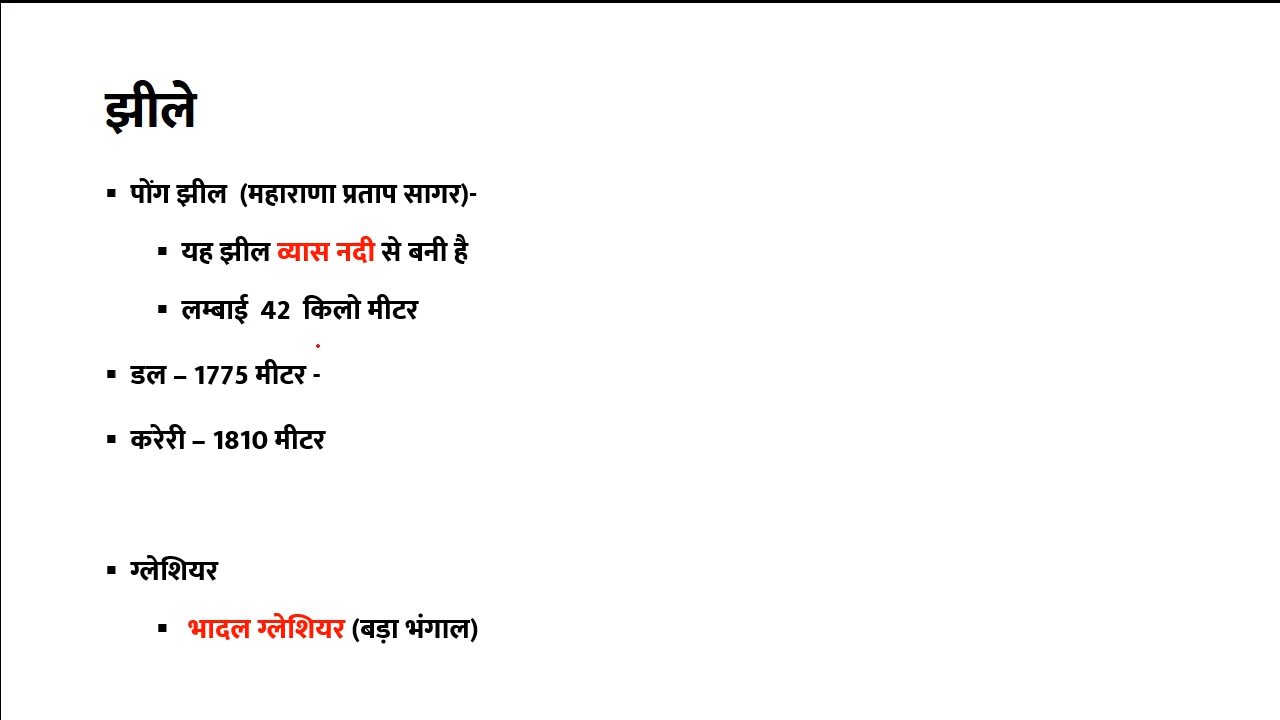 झीले
▪ पोंग झील (महाराणा प्रताप सागर)-
▪ यह झील व्यास नदी से बनी है
▪ लम्बाई 42 किलो मीटर
▪ डल – 1775 मीटर -
▪ करेरी – 1810 मीटर
▪ ग्लेशियर
▪ भादल ग्लेशियर (बड़ा भंगाल)